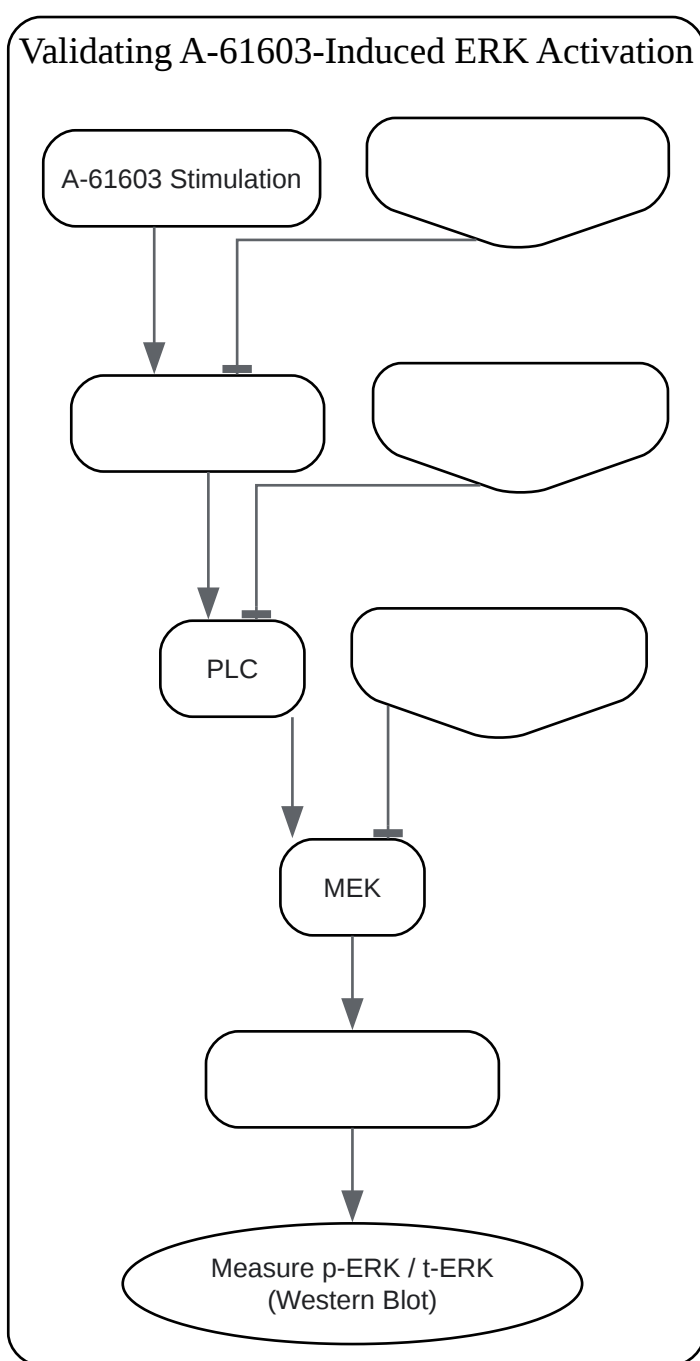 Validating A-61603-Induced ERK Activation
A-61603 Stimulation
PLC
MEK
Measure p-ERK / t-ERK
(Western Blot)